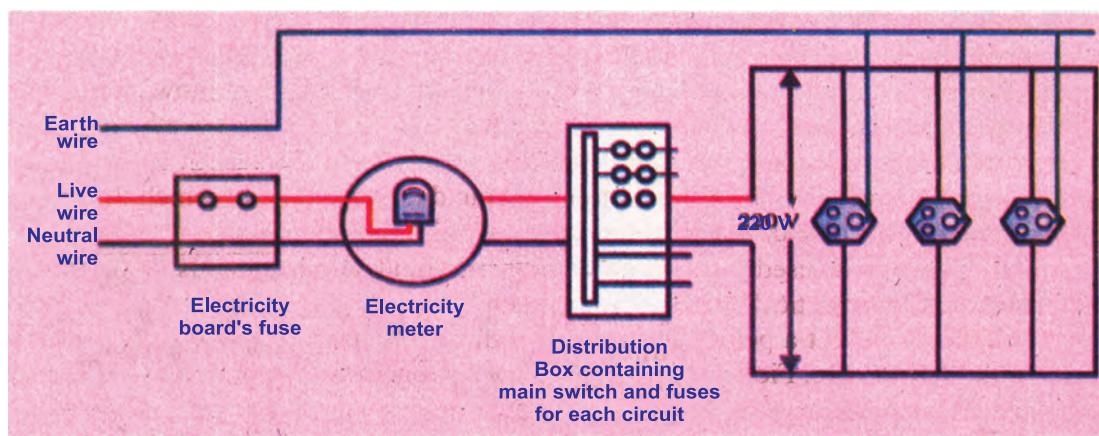 Earth
wire
Live
wire
Neutral
wire
220V
Electricity
board's fuse
Electricity
meter
Distribution
Box containing
main switch and fuses
for each circuit